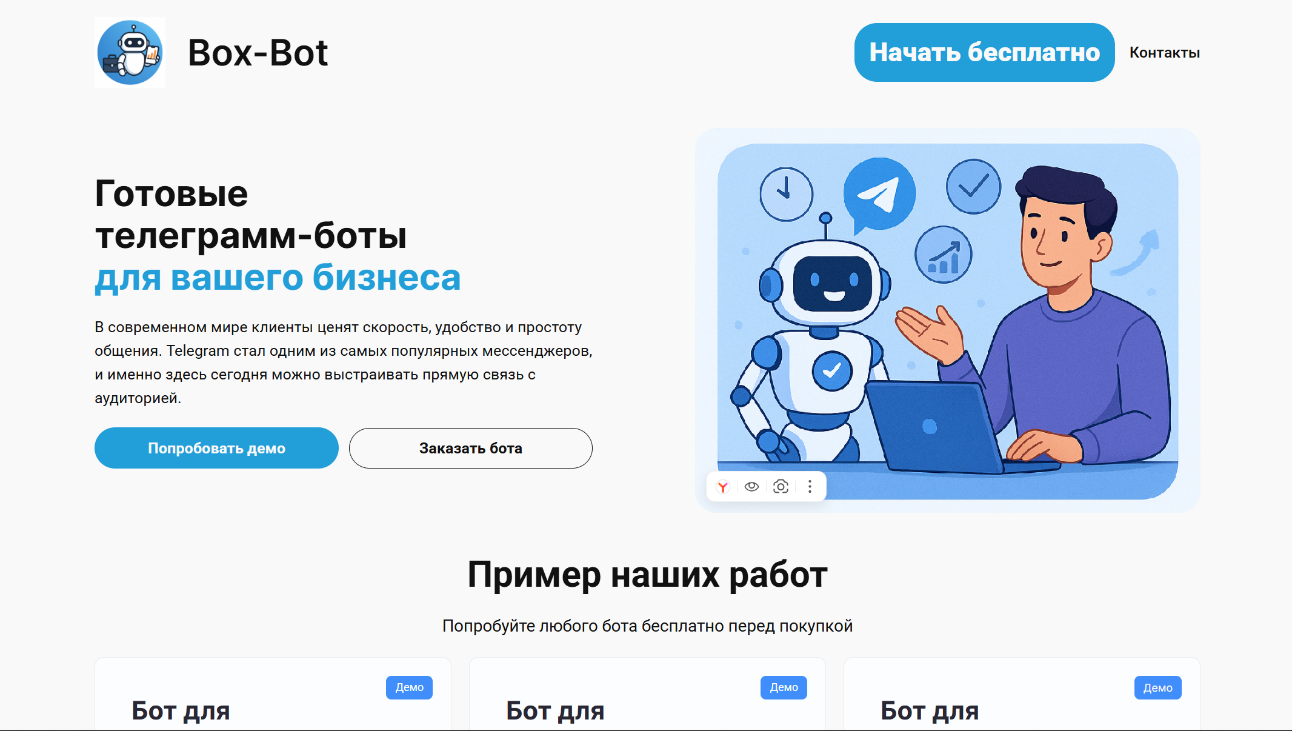 Box-Bot
Начать бесплатно
Контакты
Готовые
телеграмм-боты
для вашего бизнеса
В современном мире клиенты ценят скорость, удобство и простоту
общения. Telegram стал одним из самых популярных мессенджеров,
и именно здесь сегодня можно выстраивать прямую связь с
аудиторией.
Попробовать демо
Заказать бота
Пример наших работ
Попробуйте любого бота бесплатно перед покупкой
Демо
Бот для
Демо
Бот для
Демо
Бот для